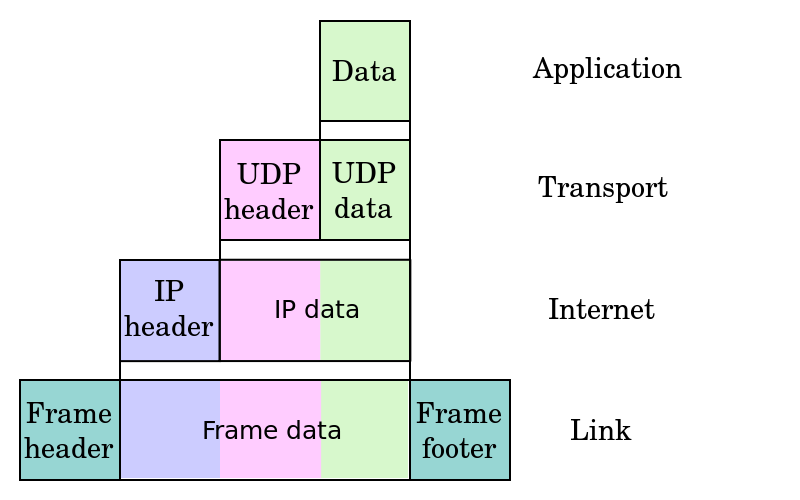 Data
Application
UDP
header
UDP
data
Transport
IP
header
IP data
Internet
Frame
header
Frame data
Frame
footer
Link